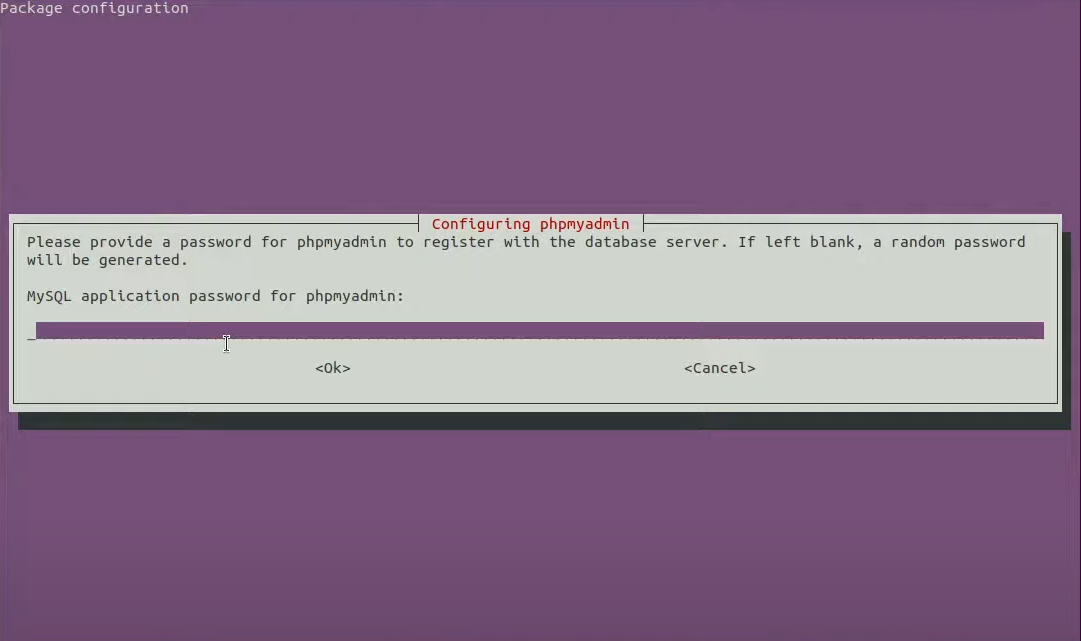 Package configuration
Configuring phpmyadmin
Please provide a password for phpmyadmin to register with the database server. If left blank, a random password
will be generated.
MySQL application password for phpmyadmin:
<Ok> <Cancel>